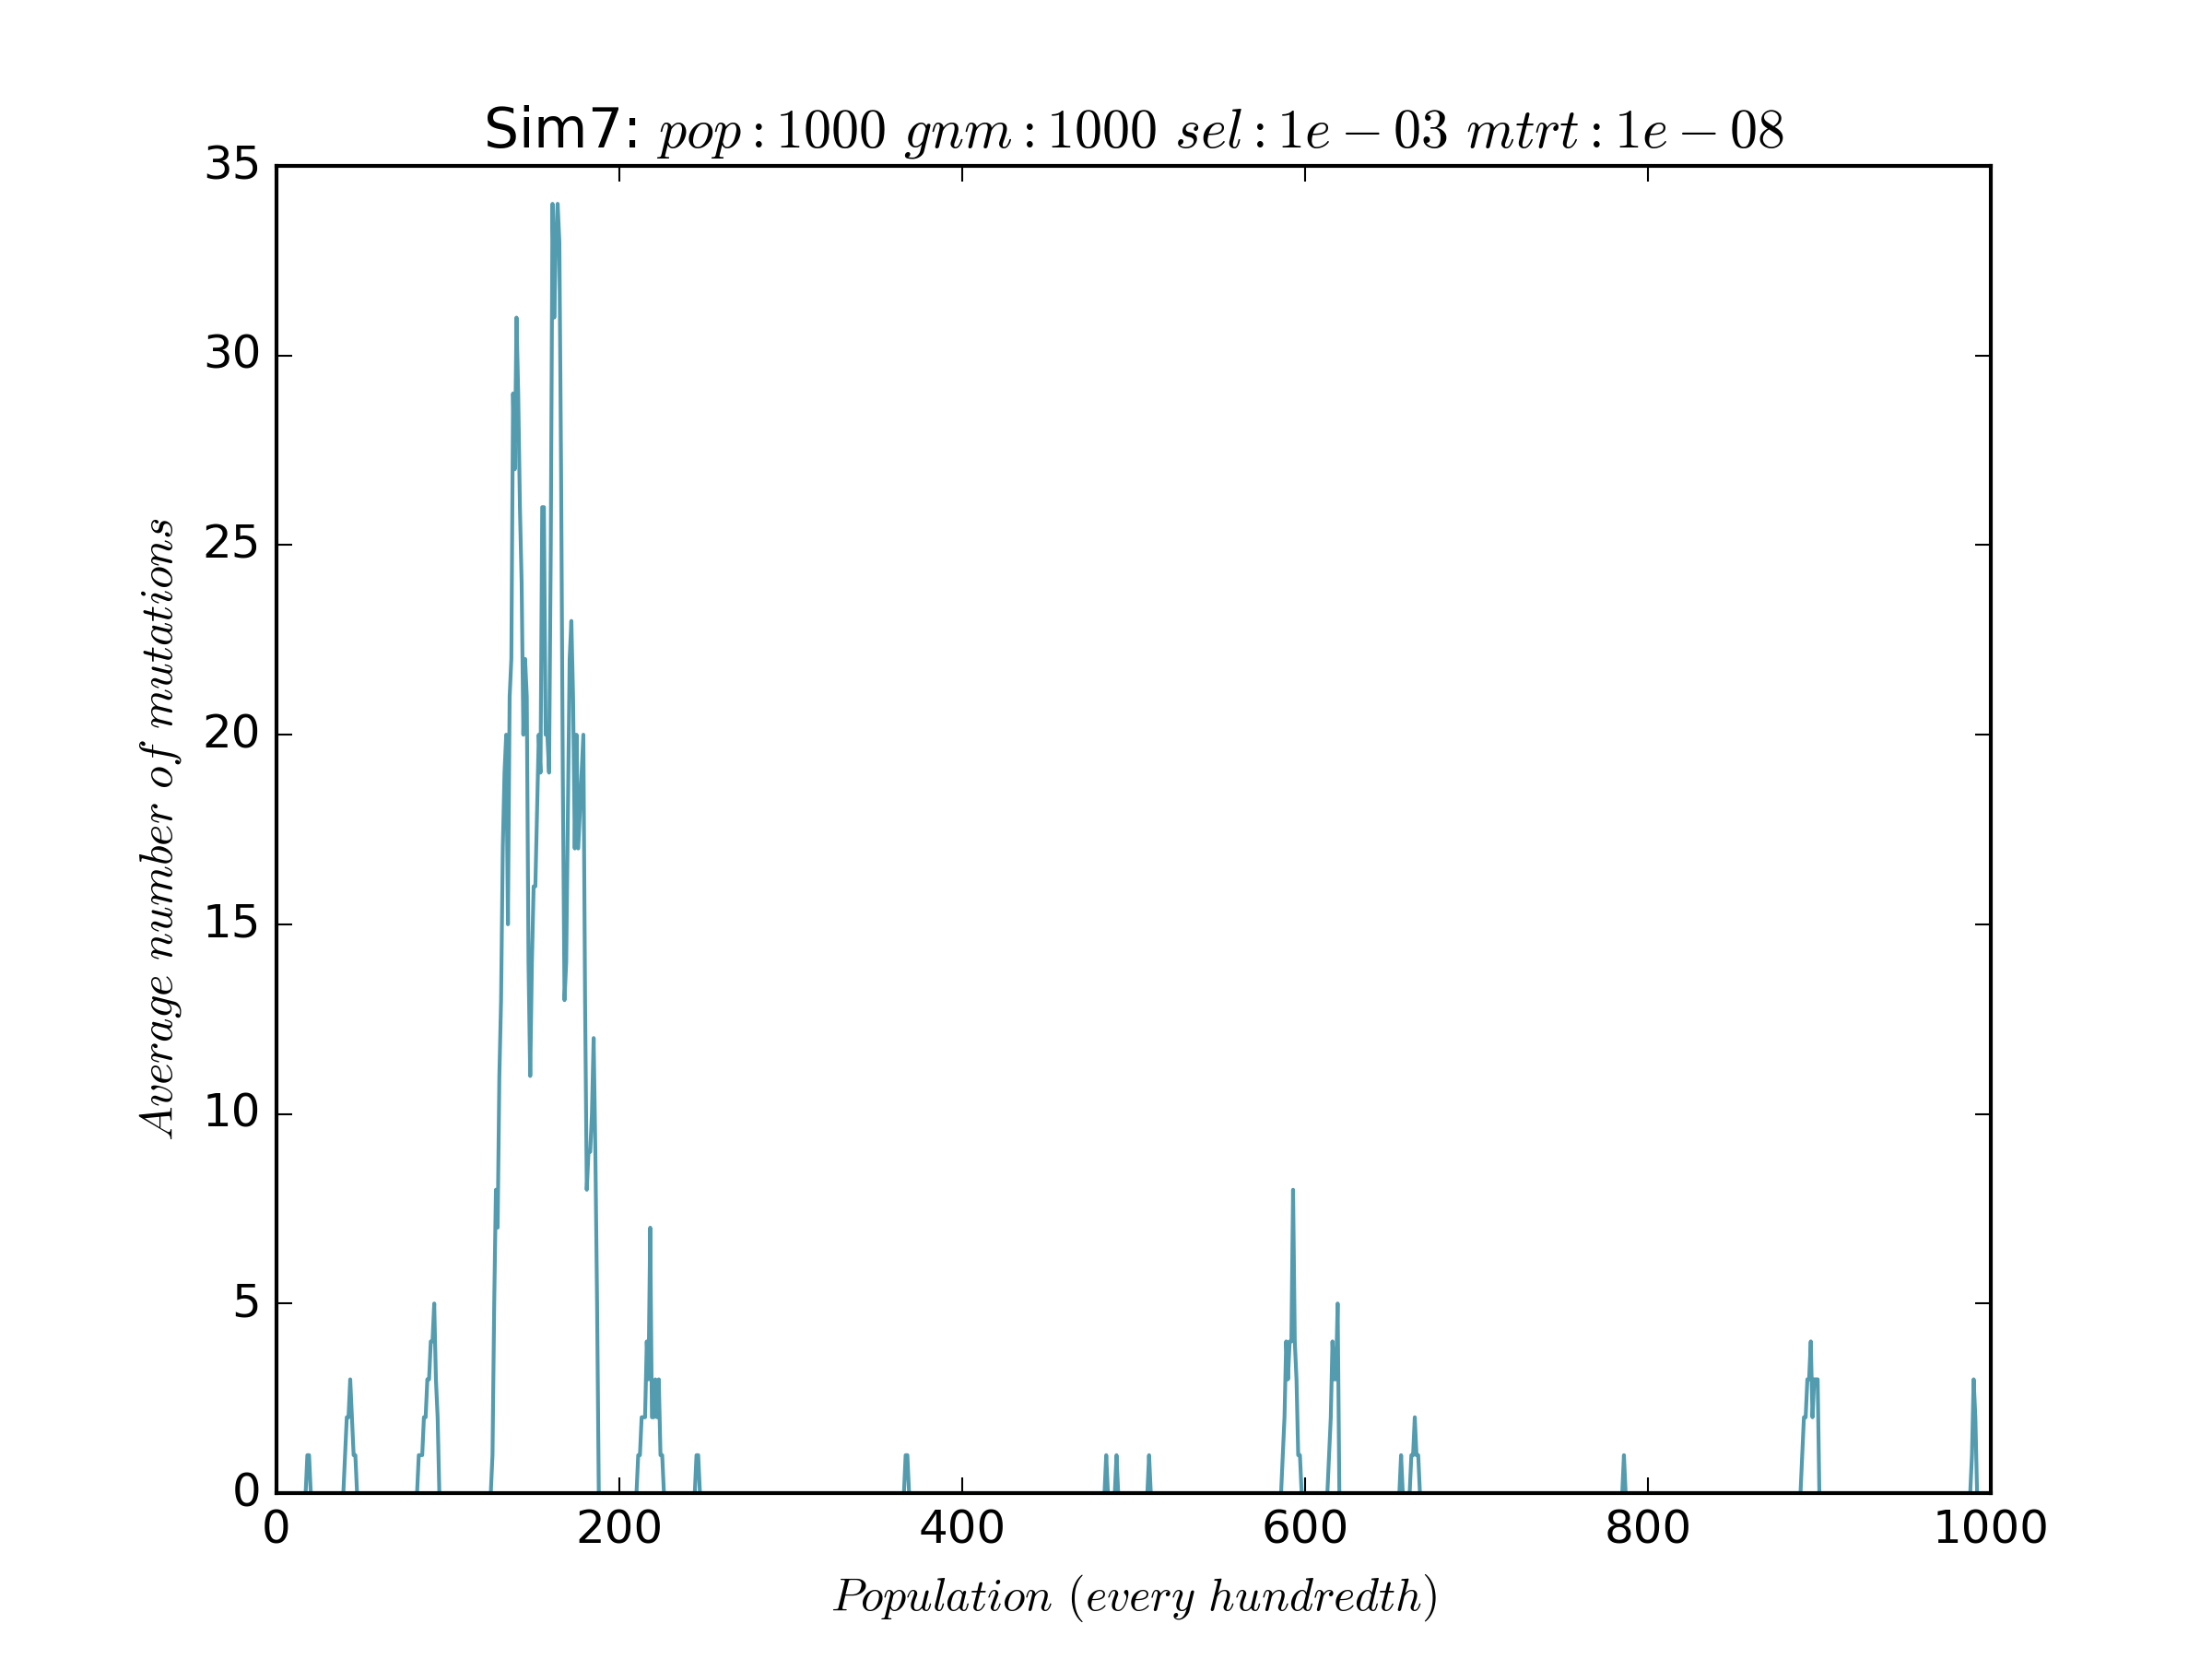 Sim7: pop : 1000 gnn : 1000 sel : 1e − 03 mtrt : 1e − 08
35
30
25
20
15
10
5
0
Average number of mutations
0 200 400 600 800 1000
Population (every hundredth)